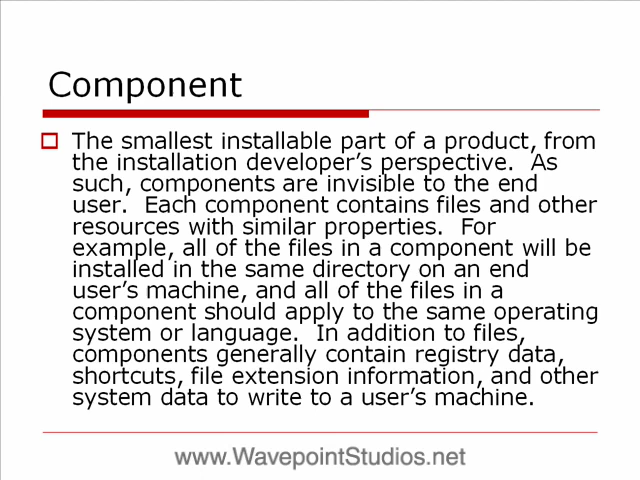 Component
The smallest installable part of a product, from
the installation developer's perspective.  As
such, components are invisible to the end
user.  Each component contains files and other
resources with similar properties.  For
example, all of the files in a component will be
installed in the same directory on an end
user's machine, and all of the files in a
component should apply to the same operating
system or language.  In addition to files,
components generally contain registry data,
shortcuts, file extension information, and other
system data to write to a user's machine.
www.WavepointStudios.net